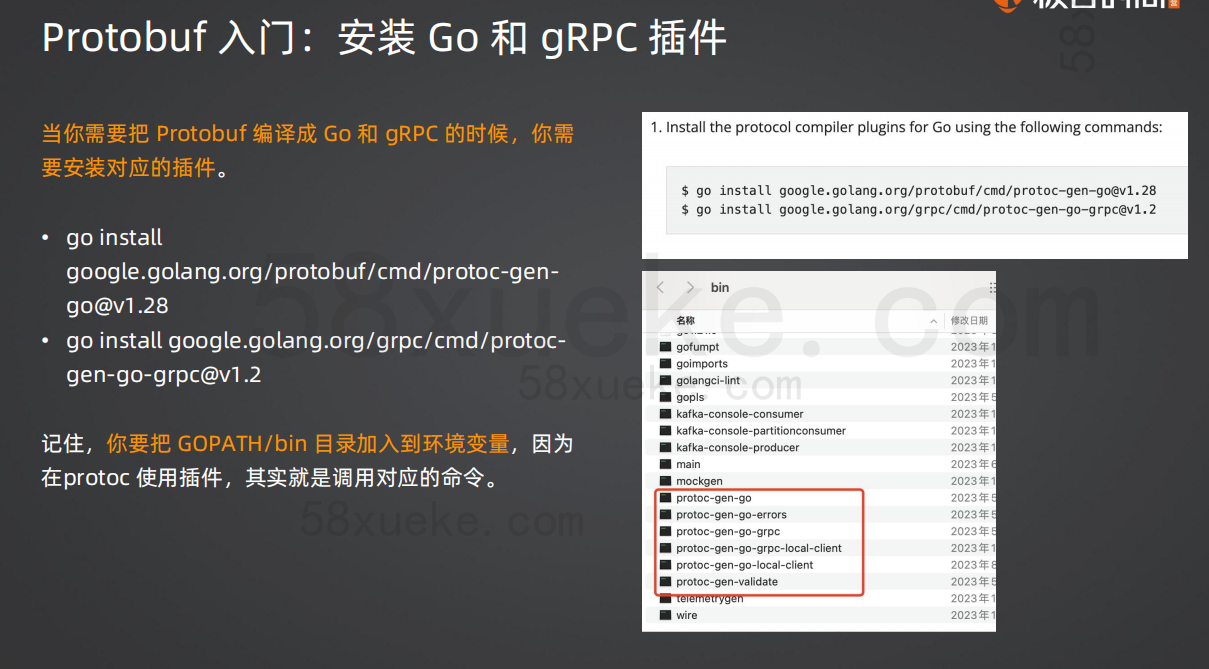 Protobuf 入门：安装 Go 和 gRPC 插件
当你需要把 Protobuf 编译成 Go 和 gRPC 的时候，你需
要安装对应的插件。
• go install
google.golang.org/protobuf/cmd/protoc-gen-
go@v1.28
• go install google.golang.org/grpc/cmd/protoc-
gen-go-grpc@v1.2
记住，你要把 GOPATH/bin 目录加入到环境变量，因为
在protoc 使用插件，其实就是调用对应的命令。
1. Install the protocol compiler plugins for Go using the following commands:
$ go install google.golang.org/protobuf/cmd/protoc-gen-go@v1.28
$ go install google.golang.org/grpc/cmd/protoc-gen-go-grpc@v1.2
bin
名称 修改日期
gofumpt 2023年1
goimports 2023年1
golangci-lint 2023年1
gopls 2023年5
kafka-console-consumer 2023年1
kafka-console-partitionconsumer 2023年1
kafka-console-producer 2023年1
main 2023年6
mockgen 2023年1
protoc-gen-go 2023年5
protoc-gen-go-errors 2023年5
protoc-gen-go-grpc 2023年5
protoc-gen-go-grpc-local-client 2023年1
protoc-gen-go-local-client 2023年8
protoc-gen-validate 2023年5
telemetrygen 2023年1
wire 2023年1
58xueke.com
58xueke.com
58xueke.com
58x